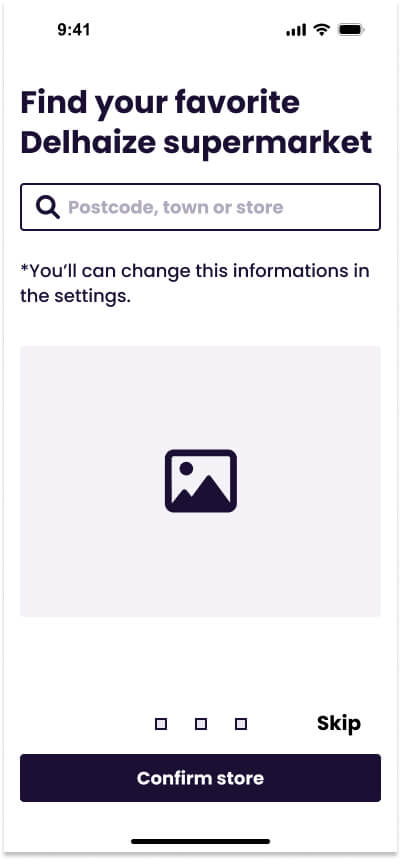 9:41
Find your favorite
Delhaize supermarket
Postcode, town or store
*You’ll can change this informations in
the settings.
Skip
Confirm store